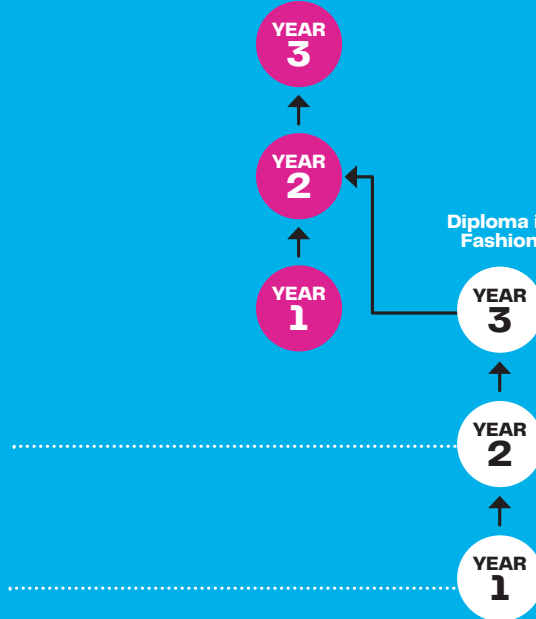 YEAR
3
YEAR
2
YEAR
1
Diploma i
Fashion
YEAR
3
YEAR
2
YEAR
1